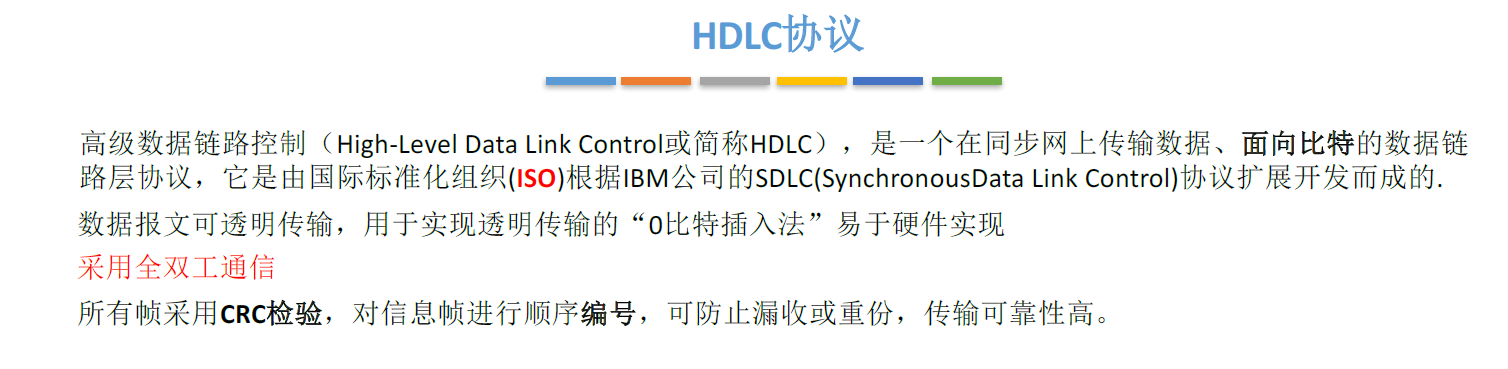 HDLC协议
高级数据链路控制（High-Level Data Link Control或简称HDLC），是一个在同步网上传输数据、面向比特的数据链
路层协议，它是由国际标准化组织(ISO)根据IBM公司的SDLC(SynchronousData Link Control)协议扩展开发而成的.
数据报文可透明传输，用于实现透明传输的“0比特插入法”易于硬件实现
采用全双工通信
所有帧采用CRC检验，对信息帧进行顺序编号，可防止漏收或重份，传输可靠性高。